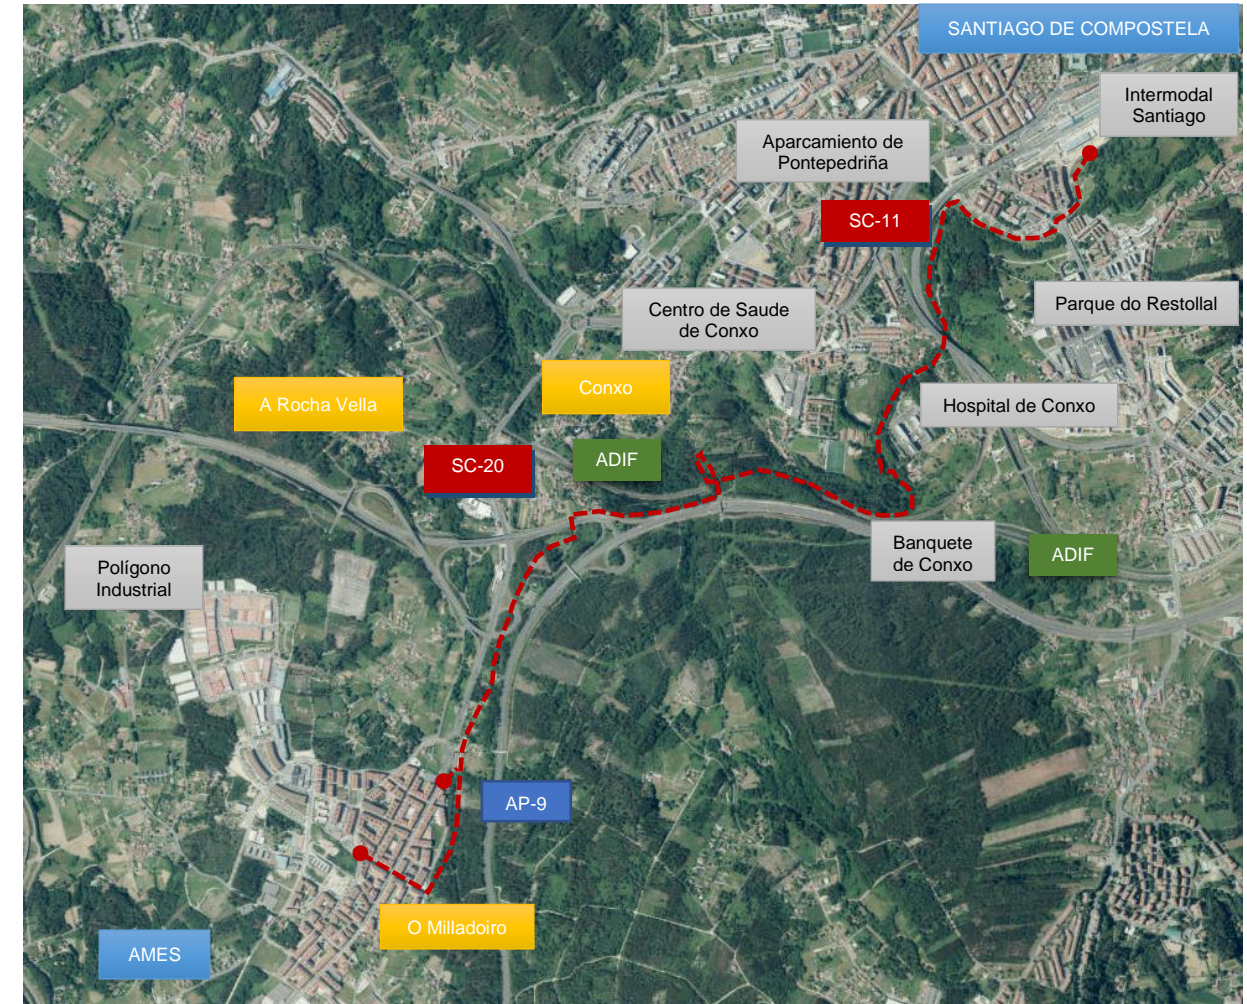 SANTIAGO DE COMPOSTELA
Intermodal
Santiago
Aparcamiento de
Pontepedriña
SC-11
Parque do Restollal
Centro de Saude
de Conxo
Conxo
A Rocha Vella
Hospital de Conxo
SC-20
ADIF
Banquete
de Conxo
ADIF
Polígono
Industrial
AP-9
O Milladoiro
AMES